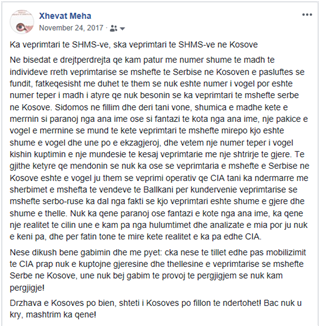 Xhevat Meha
November 24, 2017
Ka veprimtari te SHMS-ve, ska veprimtari te SHMS-ve ne Kosove
Ne bisedat e drejtperdrejta qe kam patur me numer shume te madh te
individeve rreth veprimtarise se mshefte te Serbise ne Kosoven e pasluftes se
fundit, fatkeqesisht me duhet te them se nuk eshte numer i vogel por eshte
numer teper i madh i atyre qe nuk besonin se ka veprimtari te mshefte serbe
ne Kosove. Sidomos ne fillim dhe deri tani vone, shumica e madhe kete e
merrnin si paranoj nga ana ime ose si fantazi te kota nga ana ime, nje pakice e
vogel e merrnine se mund te kete veprimtari te mshefte mirepo kjo eshte
shume e vogel dhe une po e ekzagjeroj, dhe vetem nje numer teper i vogel
kishin kuptimin e nje mundesie te kesaj veprimtarie me nje shtrirje te gjere. Te
gjithe ketyre qe mendonin se nuk ka ose se veprimtaria e mshefte e Serbise ne
Kosove eshte e vogel ju them se veprimi operativ qe CIA tani ka ndermarre me
sherbimet e mshefta te vendeve te Ballkani per kundervenie veprimtarise se
mshefte serbo-ruse ka dal nga fakti se kjo veprimtari eshte shume e gjere dhe
shume e thelle. Nuk ka qene paranoj ose fantazi e kote nga ana ime, ka qene
nje realitet te cilin une e kam pa nga hulumtimet dhe analizate e mia por ju nuk
e keni pa, dhe per fatin tone te mire kete realitet e ka pa edhe CIA.
Nese dikush bene gabimin dhe me pyet: cka nese te tillet edhe pas mobilizimit
te CIA prap nuk e kuptojne gjeresine dhe thellesine e veprimtarise se mshefte
Serbe ne Kosove, une nuk bej gabim te provoj te pergjigjem se nuk kam
pergjigje!
Drzhava e Kosoves po bien, shteti i Kosoves po fillon te ndertohet! Bac nuk u
kry, mashtrim ka qene!